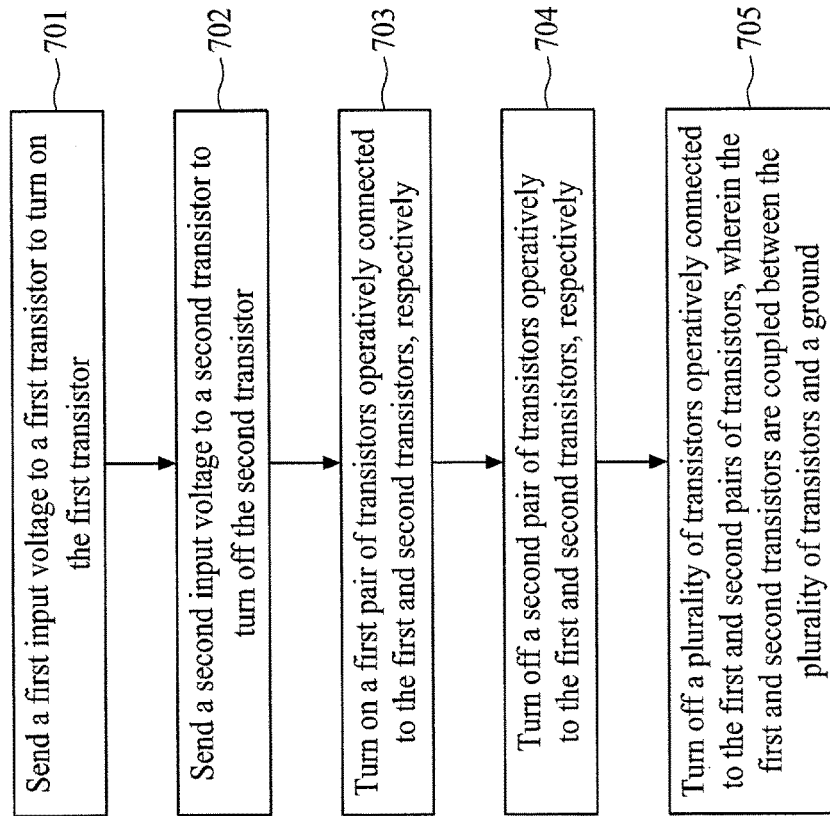 Send a first input voltage to a first transistor to turn on
the first transistor
701
Send a second input voltage to a second transistor to
turn off the second transistor
702
Turn on a first pair of transistors operatively connected
to the first and second transistors, respectively
703
Turn off a second pair of transistors operatively
to the first and second transistors, respectively
704
Turn off a plurality of transistors operatively connected
to the first and second pairs of transistors, wherein the
first and second transistors are coupled between the
plurality of transistors and a ground
705